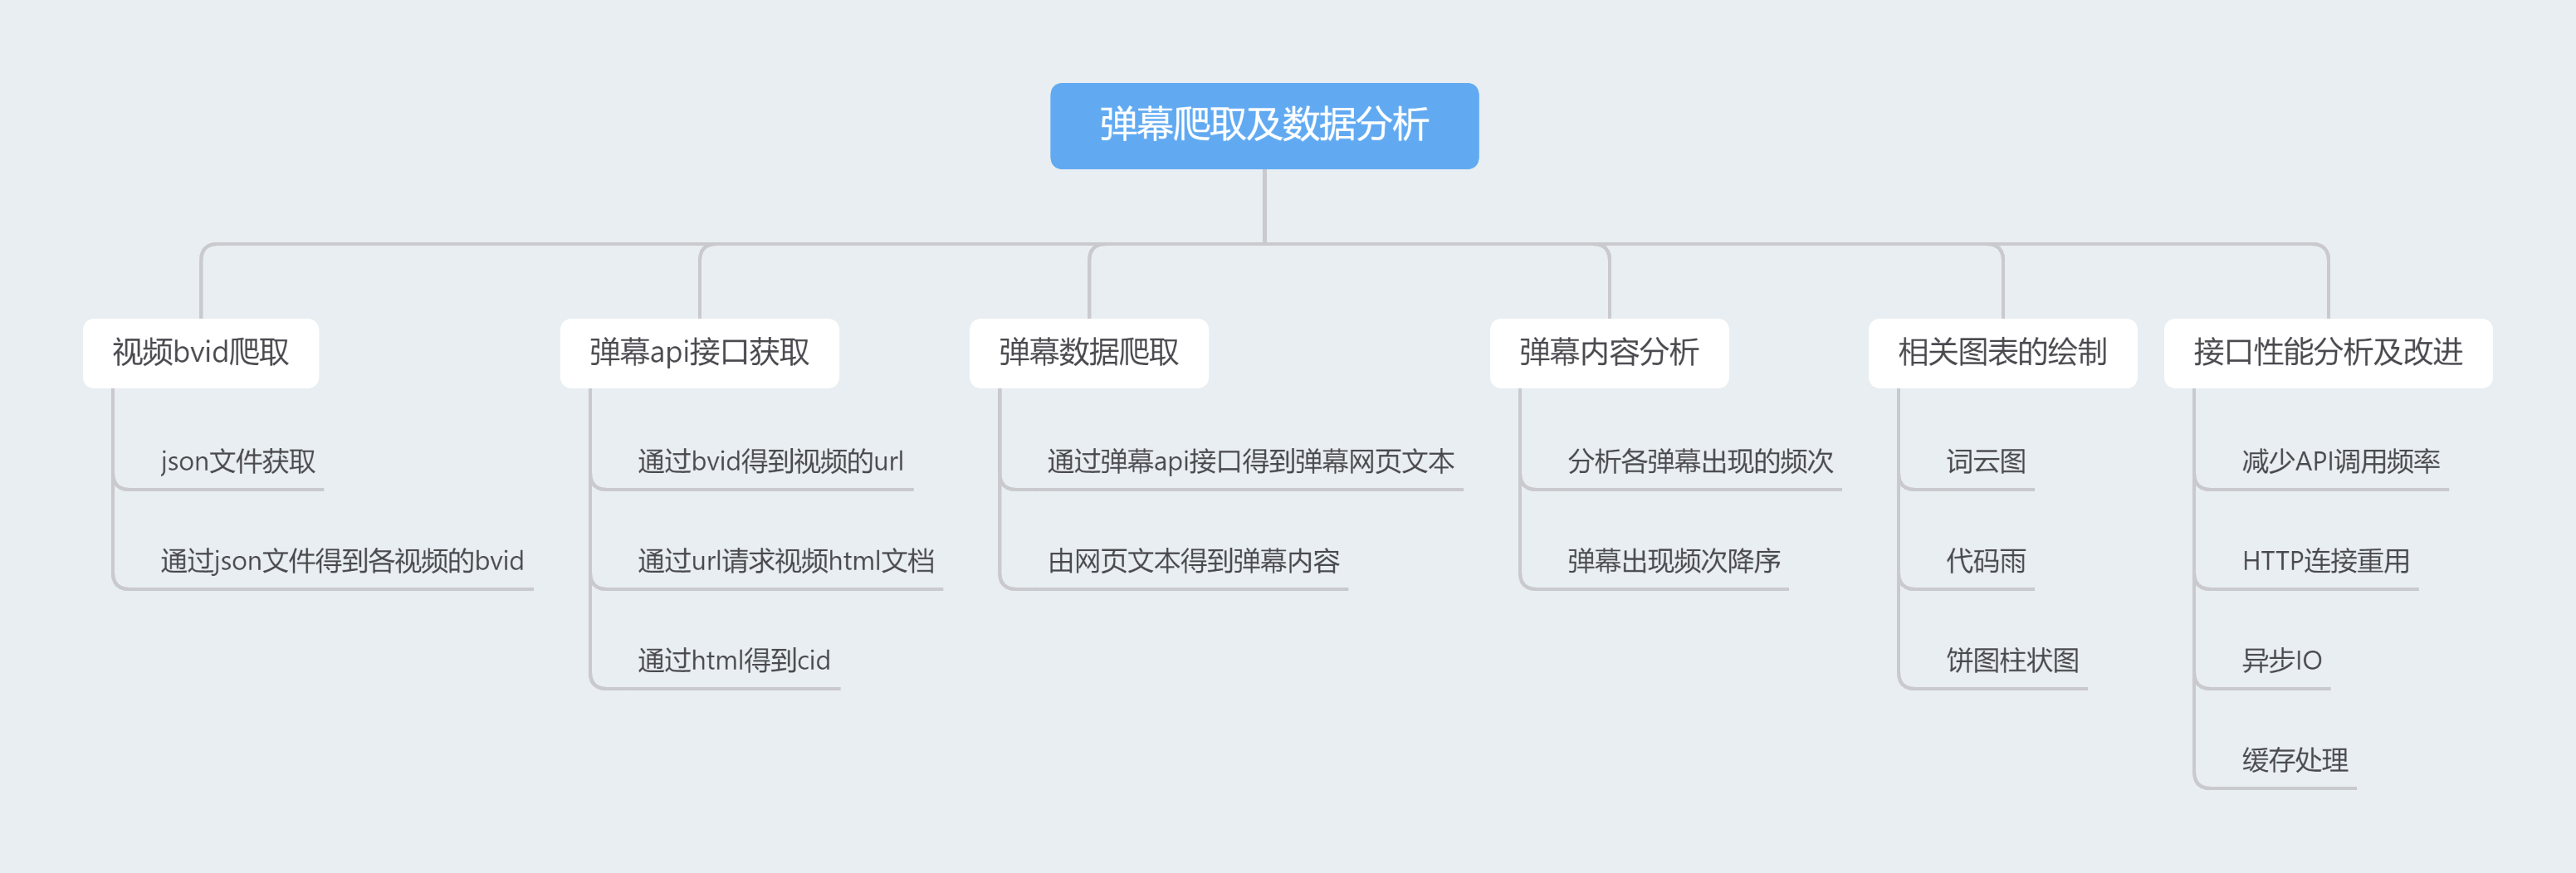 弹幕爬取及数据分析
视频bvid爬取
json文件获取
通过json文件得到各视频的bvid
弹幕api接口获取
通过bvid得到视频的url
通过url请求视频html文档
通过html得到cid
弹幕数据爬取
通过弹幕api接口得到弹幕网页文本
由网页文本得到弹幕内容
弹幕内容分析
分析各弹幕出现的频次
弹幕出现频次降序
相关图表的绘制
词云图
代码雨
饼图柱状图
接口性能分析及改进
减少API调用频率
HTTP连接重用
异步IO
缓存处理